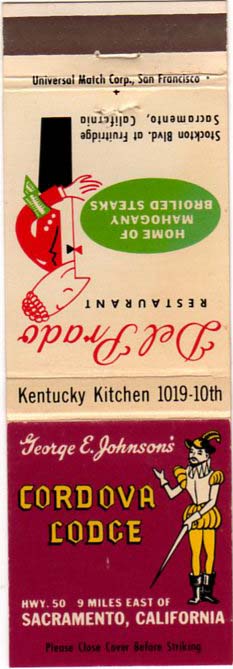 Universal Match Corp., San Francisco
Stockton Blvd. at Fruitridge
Sacramento, California
HOME OF
MAHOGANY
BROILED STEAKS
Del Prado
RESTAURANT
Kentucky Kitchen 1019-10th
George E. Johnson's
CORDOVA
LODGE
HWY. 50 9 MILES EAST OF
SACRAMENTO, CALIFORNIA
Please Close Cover Before Striking